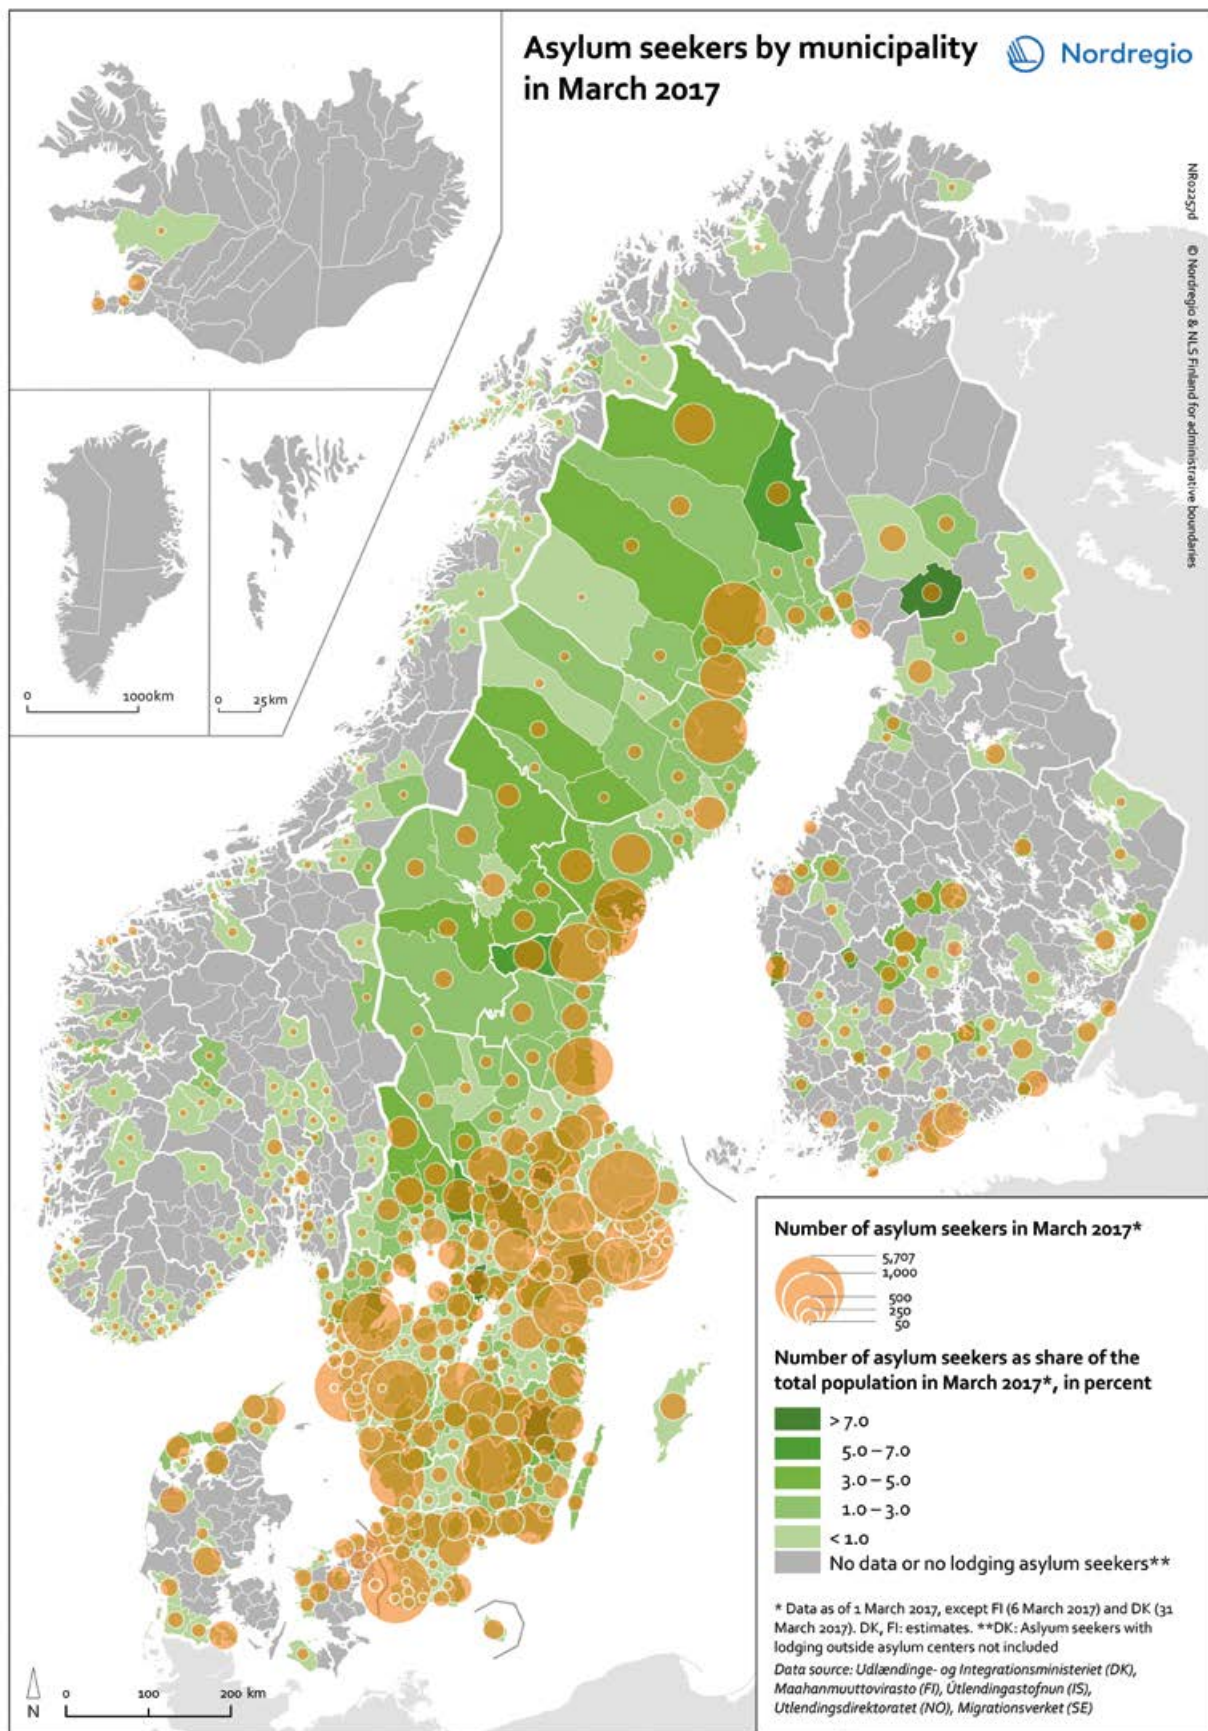 Asylum seekers by municipality
in March 2017
Nordregio
NR02257d © Nordregio & NLS Finland for administrative boundaries
0 1000km
0 25km
Number of asylum seekers in March 2017*
5,707
1,000
500
250
50
Number of asylum seekers as share of the
total population in March 2017*, in percent
> 7.0
5.0 – 7.0
3.0 – 5.0
1.0 – 3.0
< 1.0
No data or no lodging asylum seekers**
* Data as of 1 March 2017, except FI (6 March 2017) and DK (31
March 2017). DK, FI: estimates. **DK: Aslyum seekers with
lodging outside asylum centers not included
Data source: Udlændinge- og Integrationsministeriet (DK),
Maahanmuuttovirasto (FI), Útlendingastofnun (IS),
Utlendingsdirektoratet (NO), Migrationsverket (SE)
N
0 100 200 km